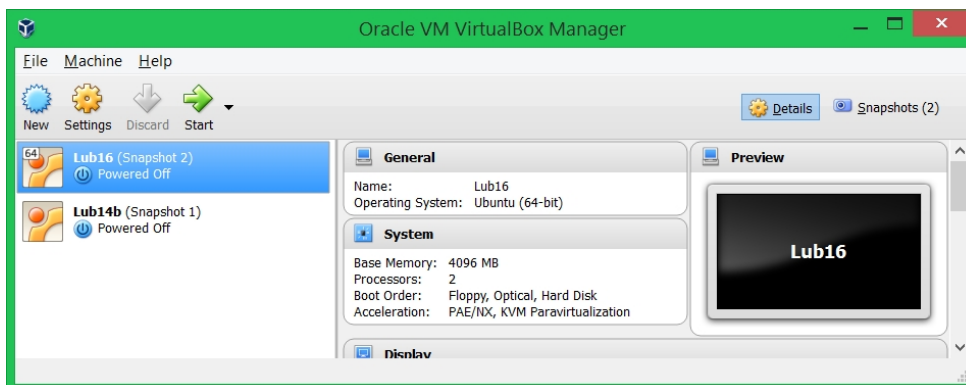 Oracle VM VirtualBox Manager
File Machine Help
New Settings Discard Start
Details Snapshots (2)
64
Lub16 (Snapshot 2)
Powered Off
Lub14b (Snapshot 1)
Powered Off
General
Name: Lub16
Operating System: Ubuntu (64-bit)
System
Base Memory: 4096 MB
Processors: 2
Boot Order: Floppy, Optical, Hard Disk
Acceleration: PAE/NX, KVM Paravirtualization
Display
Preview
Lub16